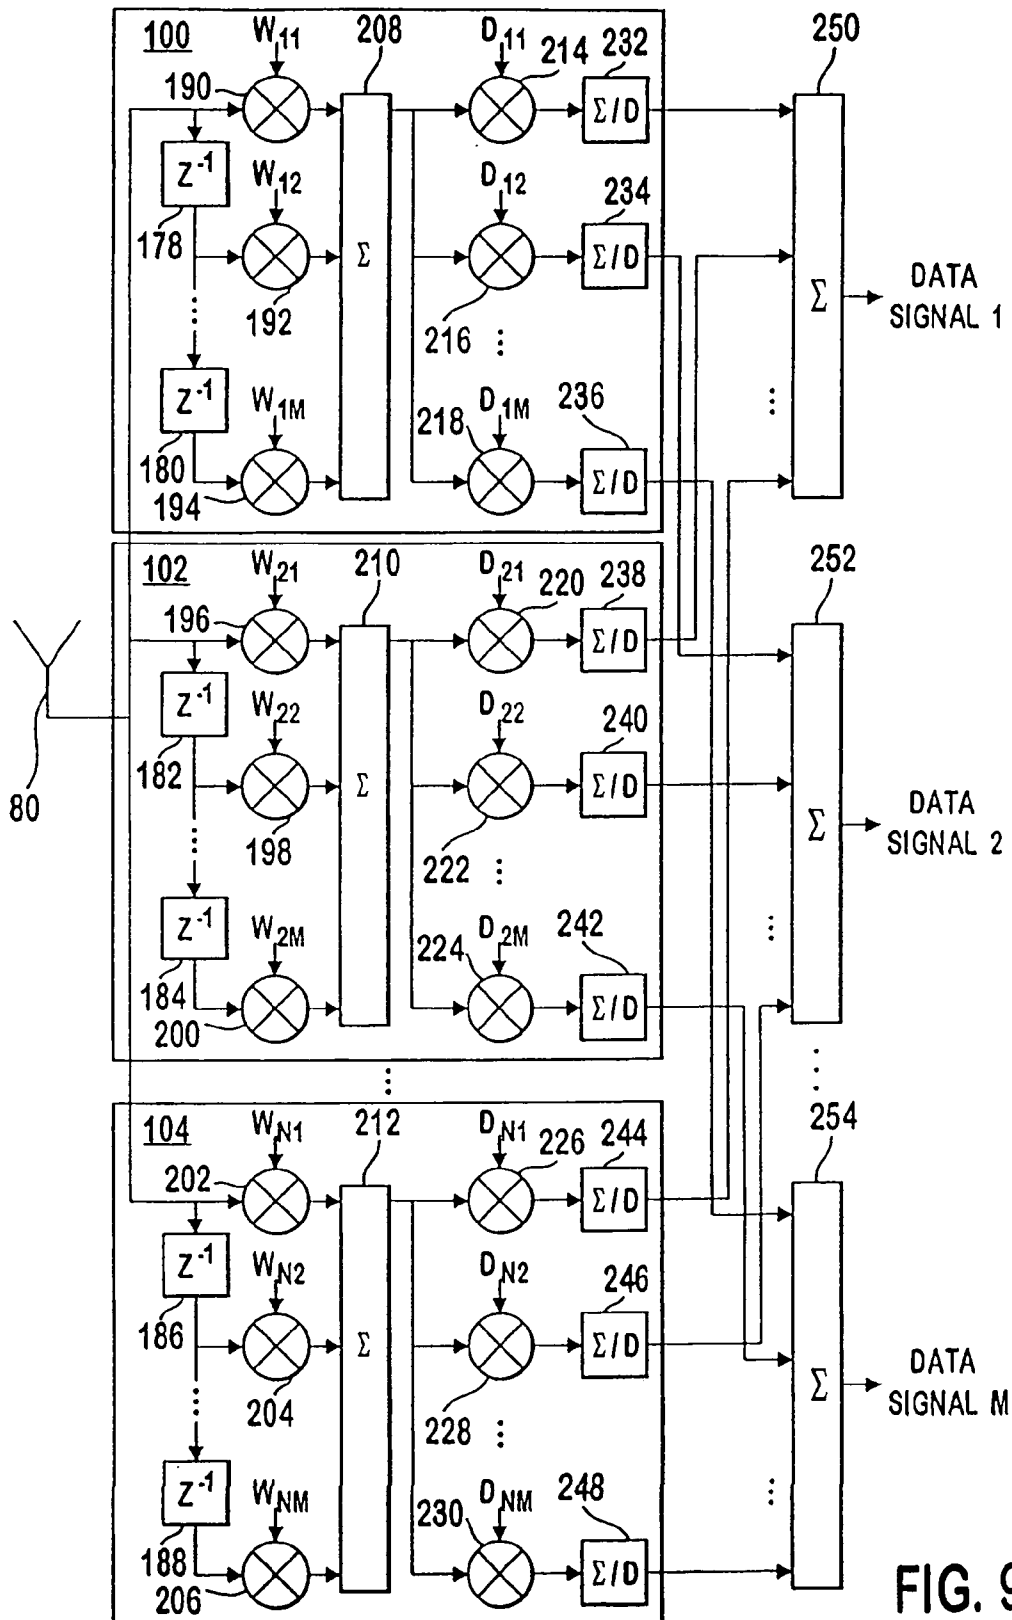 100 W11 208 D11 214 232 250
190 Σ/D
Z-1 W12 D12 234
178 Σ Σ/D Σ DATA SIGNAL 1
192 216
⋮ ⋮ ⋮
Z-1 W1M 218 D1M 236
180 Σ/D
194
102 W21 210 D21 220 238 252
196 Σ/D
Z-1 W22 D22 240
182 Σ Σ/D Σ DATA SIGNAL 2
80 198 222
⋮ ⋮ ⋮
Z-1 W2M 224 D2M 242
184 Σ/D
200
⋮ ⋮
104 WN1 212 DN1 226 244 254
202 Σ/D
Z-1 WN2 DN2 246
186 Σ Σ/D Σ DATA SIGNAL M
204 228
⋮ ⋮ ⋮
Z-1 WNM 230 DNM 248
188 Σ/D
206
FIG. 9